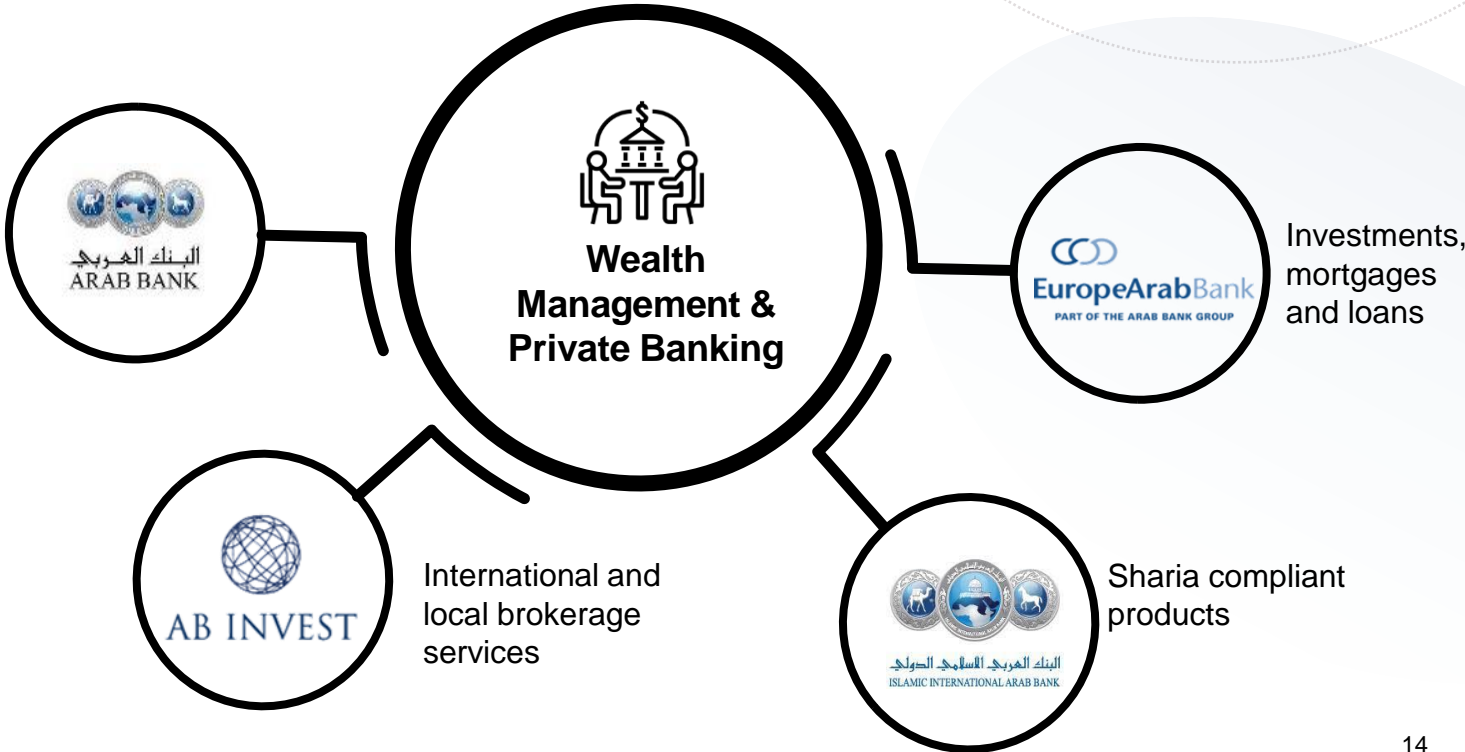 Wealth
Management &
Private Banking
البنك العربي
ARAB BANK
EuropeArabBank
PART OF THE ARAB BANK GROUP
Investments,
mortgages
and loans
AB INVEST
International and
local brokerage
services
البنك العربي الاسلامي الدولي
ISLAMIC INTERNATIONAL ARAB BANK
Sharia compliant
products
14